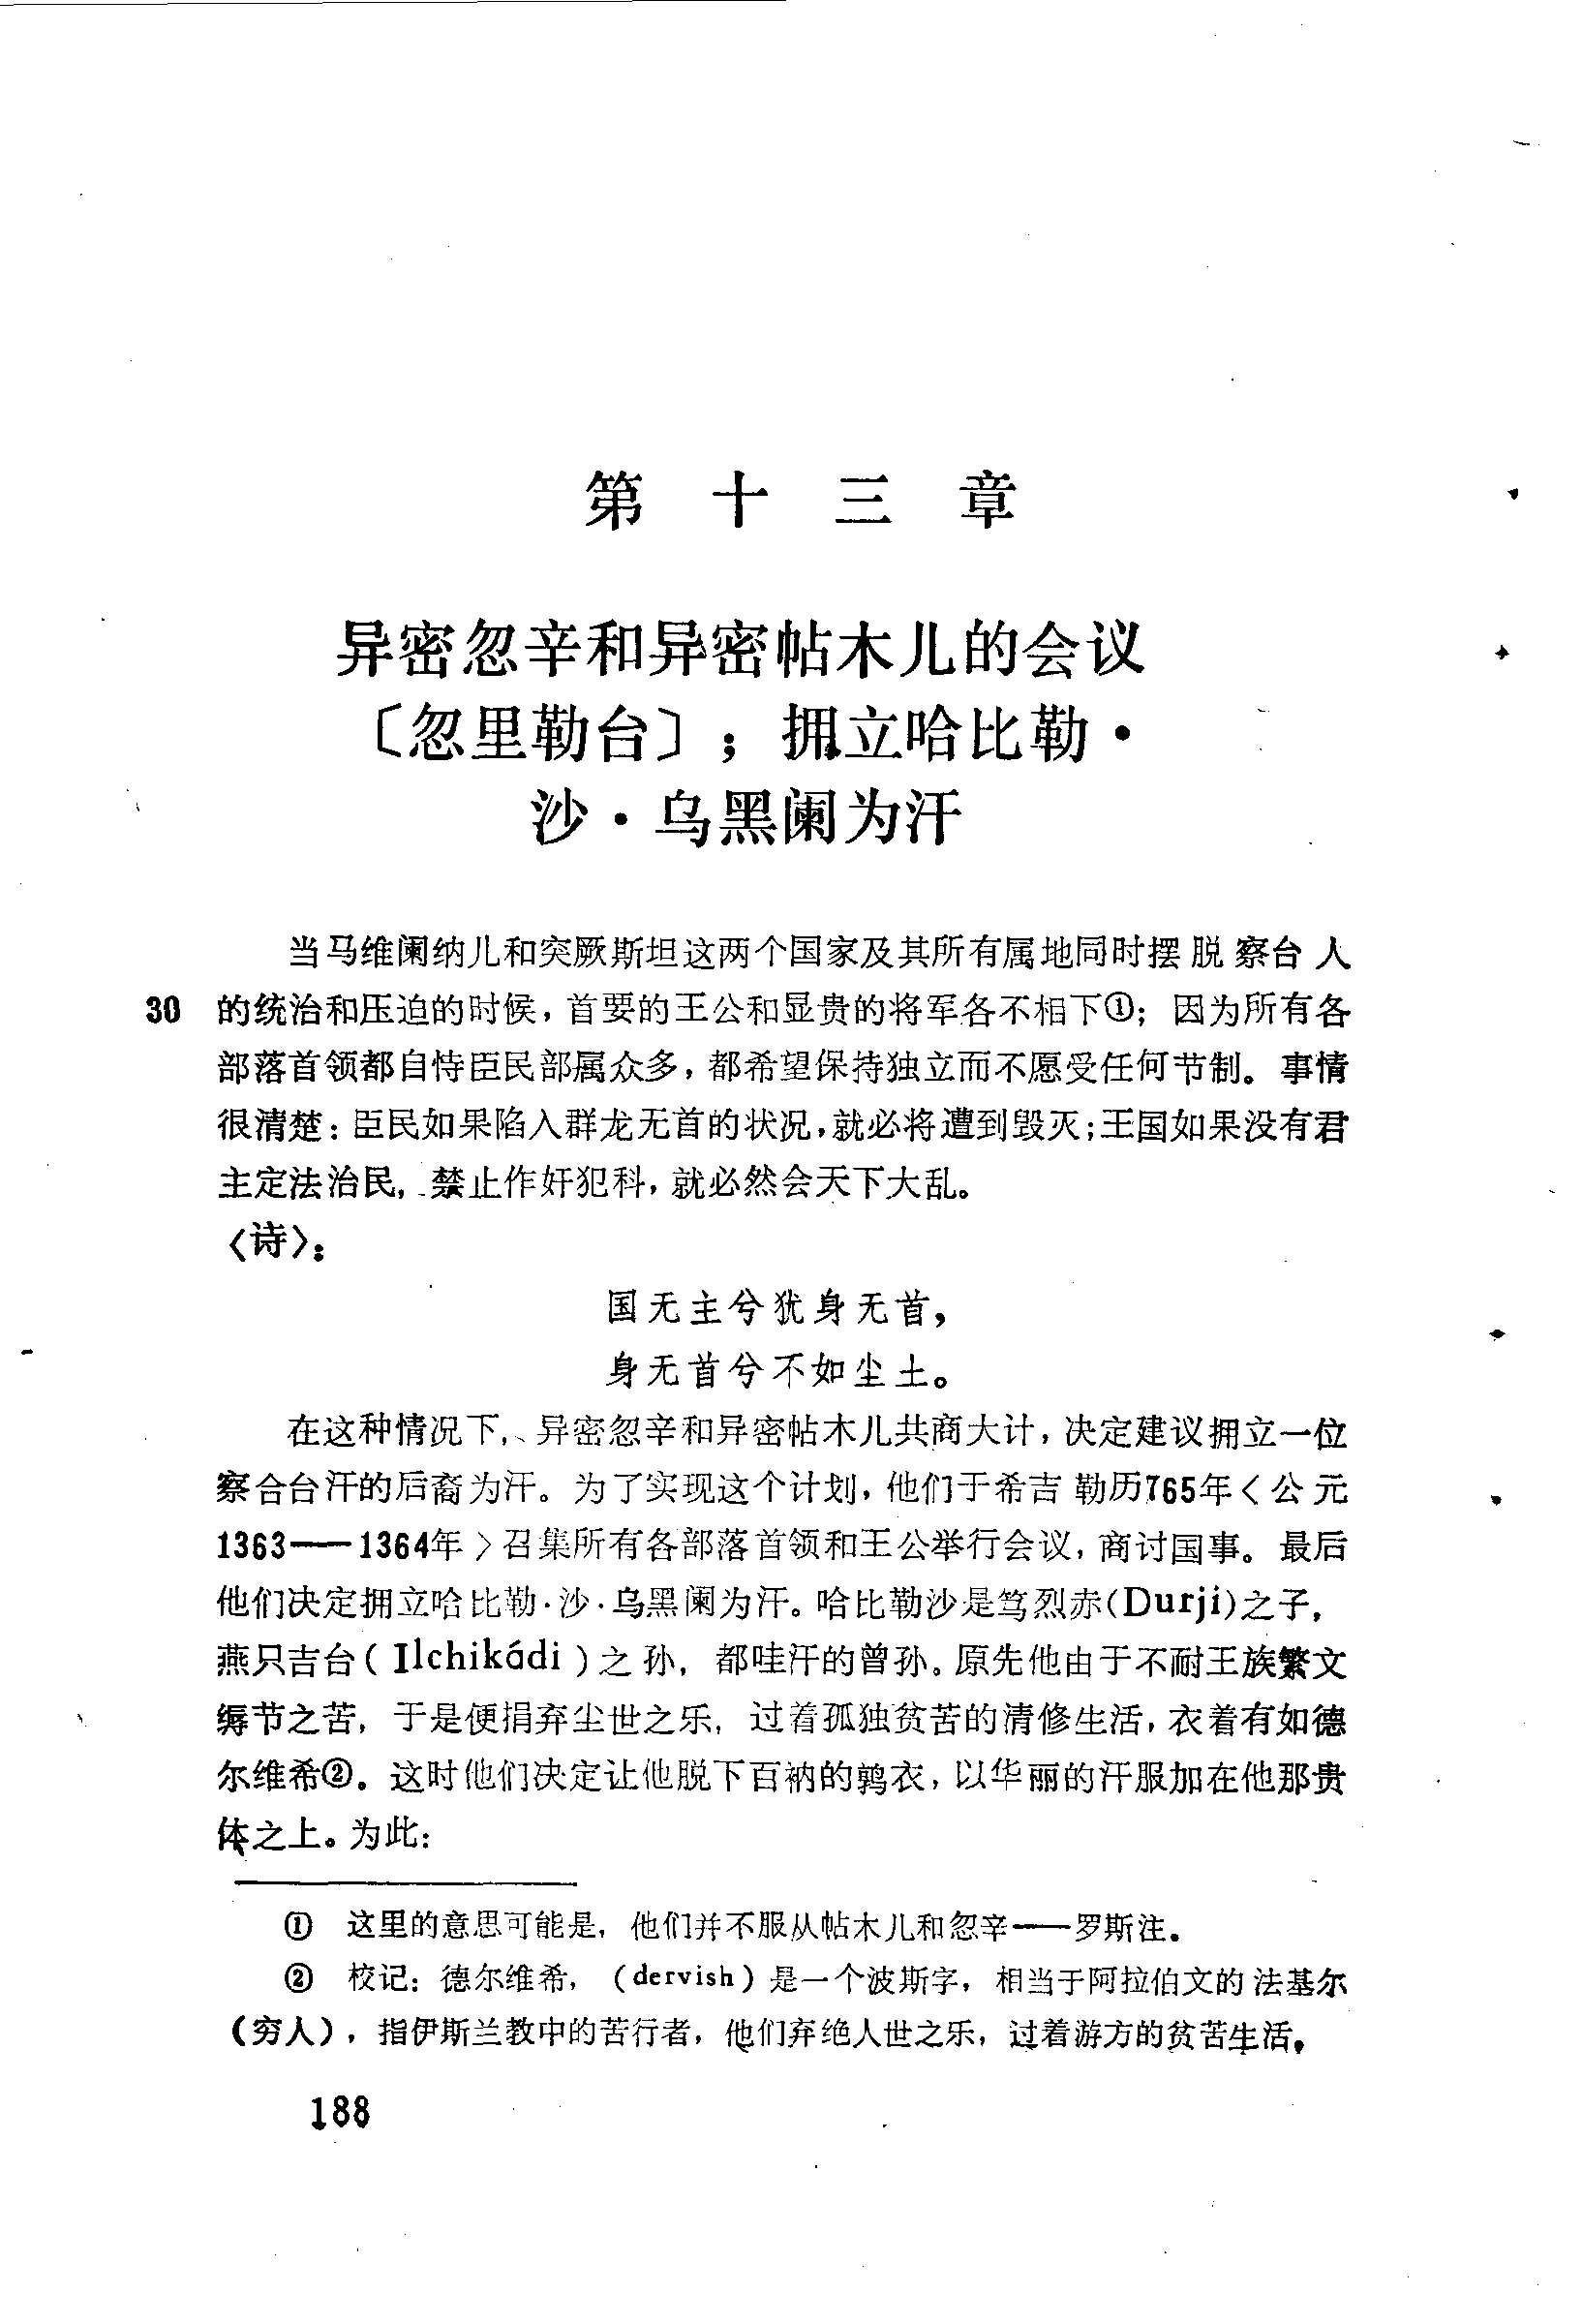 第十三章
异密忽辛和异密帖木儿的会议
〔忽里勒台〕；拥立哈比勒·
沙·乌黑阑为汗
当马维阑纳儿和突厥斯坦这两个国家及其所有属地同时摆脱察台人
30 的统治和压迫的时候，首要的王公和显贵的将军各不相下①；因为所有各
部落首领都自恃臣民部属众多，都希望保持独立而不愿受任何节制。事情
很清楚：臣民如果陷入群龙无首的状况，就必将遭到毁灭；王国如果没有君
主定法治民，禁止作奸犯科，就必然会天下大乱。
〈诗〉：
国无主兮犹身无首，
身无首兮不如尘土。
在这种情况下，、异密忽辛和异密帖木儿共商大计，决定建议拥立一位
察合台汗的后裔为汗。为了实现这个计划，他们于希吉勒历765年〈公元
1363——1364年〉召集所有各部落首领和王公举行会议，商讨国事。最后
他们决定拥立哈比勒·沙·乌黑阑为汗。哈比勒沙是笃烈赤(Durji)之子，
燕只吉台(Ilchikádi)之孙，都哇汗的曾孙。原先他由于不耐王族繁文
缛节之苦，于是便捐弃尘世之乐，过着孤独贫苦的清修生活，衣着有如德
尔维希②。这时他们决定让他脱下百衲的鹑衣，以华丽的汗服加在他那贵
体之上。为此：
① 这里的意思可能是，他们并不服从帖木儿和忽辛——罗斯注。
② 校记：德尔维希，（dervish）是一个波斯字，相当于阿拉伯文的法基尔
（穷人），指伊斯兰教中的苦行者，他们弃绝人世之乐，过着游方的贫苦生活。
188